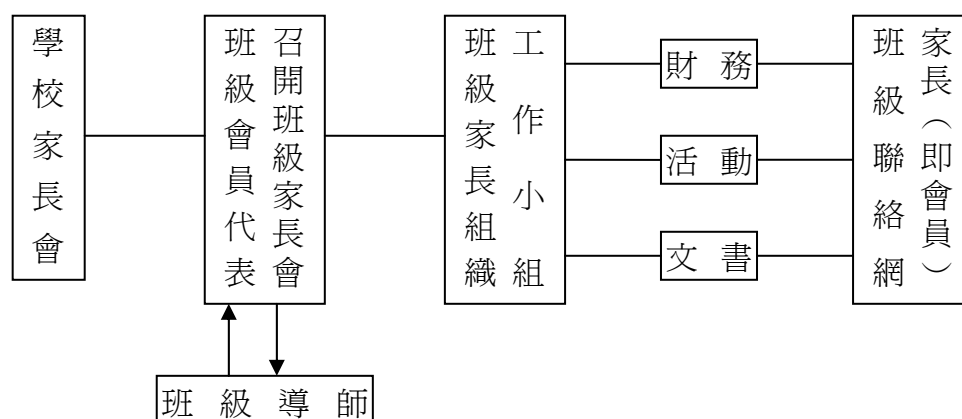 學校家長會
召開班級家長會
班級會員代表
工作小組
班級家長組織
財務
活動
文書
家長（即會員）
班級聯絡網
班級導師